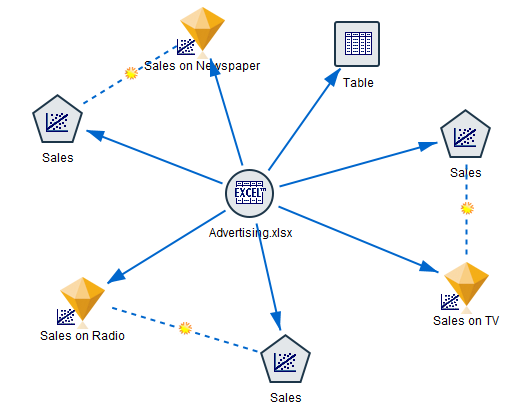 Sales on Newspaper
Table
Sales
Sales
EXCEL
Advertising.xlsx
Sales on TV
Sales on Radio
Sales